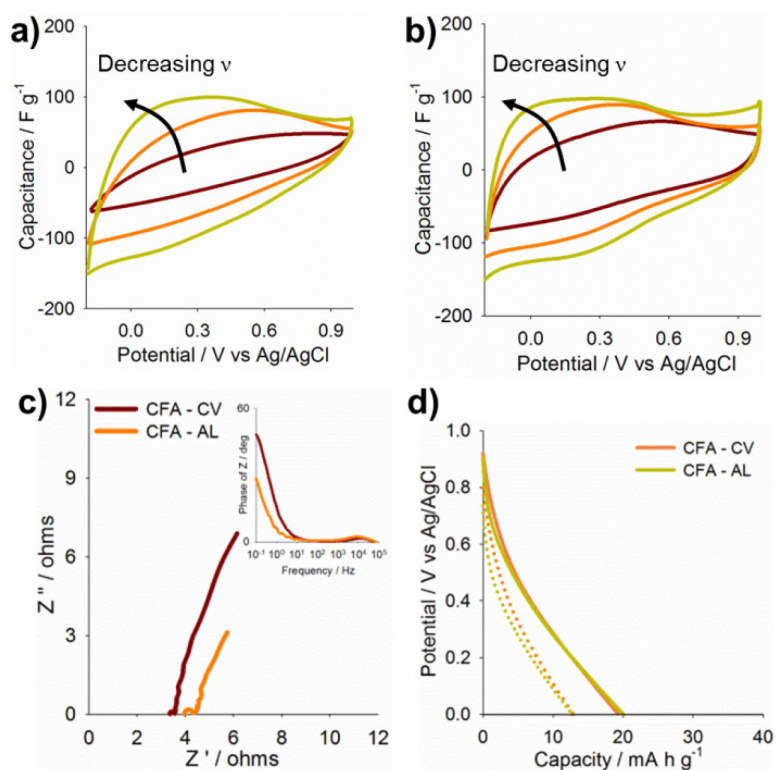 a)
200
100
0
-100
-200
Decreasing ν
Capacitance / F g⁻¹
0.0 0.3 0.6 0.9
Potential / V vs Ag/AgCl
b)
200
100
0
-100
-200
Decreasing ν
Capacitance / F g⁻¹
0.0 0.3 0.6 0.9
Potential / V vs Ag/AgCl
c)
12
9
6
3
0
CFA - CV
CFA - AL
Z '' / ohms
0 2 4 6 8 10 12
Z ' / ohms
60
0
Phase of Z / deg
10⁻¹ 10⁰ 10¹ 10² 10³ 10⁴ 10⁵
Frequency / Hz
d)
1.0
0.8
0.6
0.4
0.2
0.0
CFA - CV
CFA - AL
Potential / V vs Ag/AgCl
0 10 20 30 40
Capacity / mA h g⁻¹